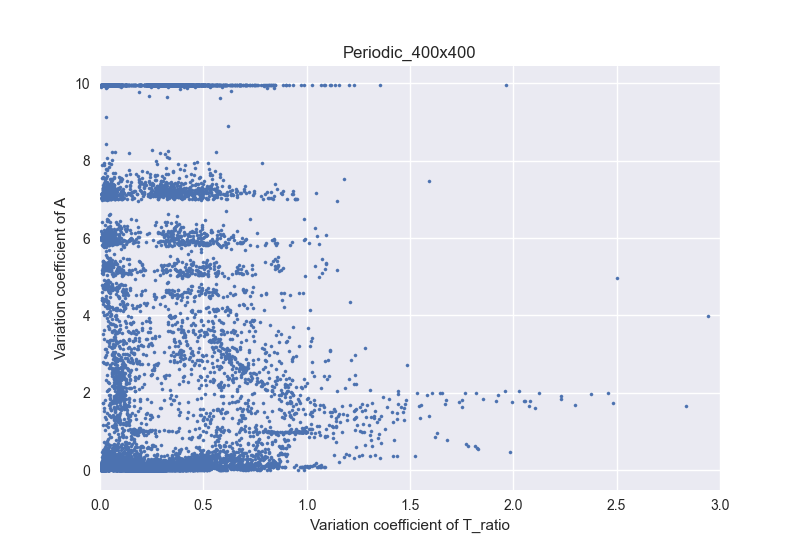 Periodic_400x400
10
8
6
4
2
0
Variation coefficient of A
0.0 0.5 1.0 1.5 2.0 2.5 3.0
Variation coefficient of T_ratio